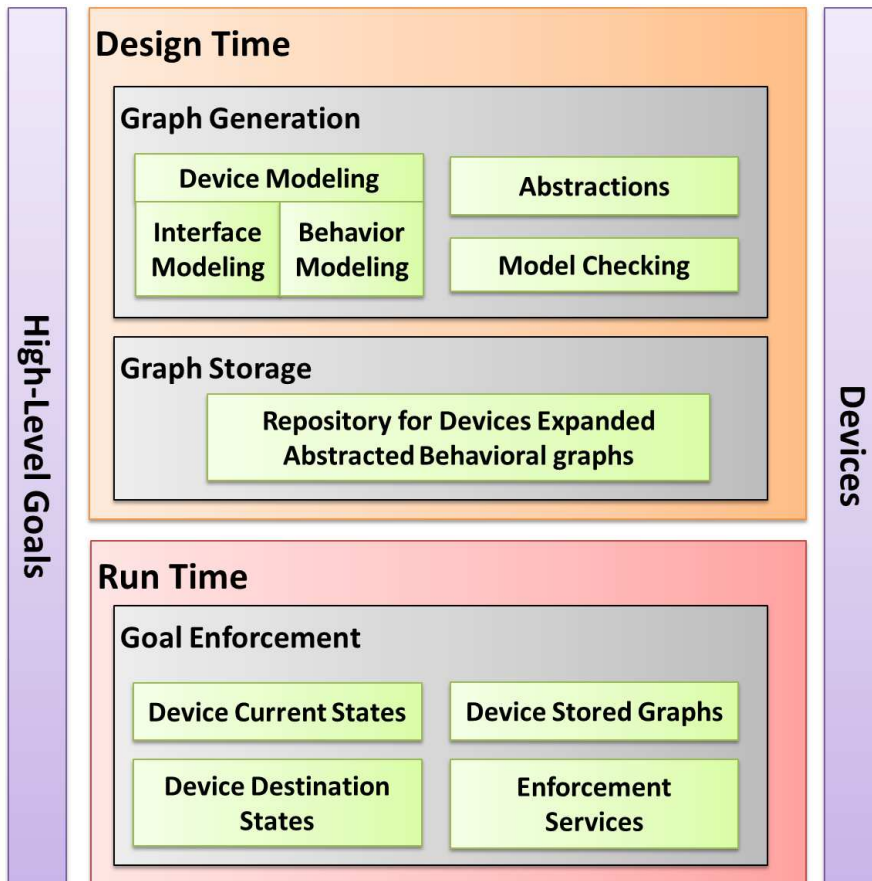 High-Level Goals
Design Time
Graph Generation
Device Modeling
Interface
Modeling
Behavior
Modeling
Abstractions
Model Checking
Graph Storage
Repository for Devices Expanded
Abstracted Behavioral graphs
Run Time
Goal Enforcement
Device Current States
Device Stored Graphs
Device Destination
States
Enforcement
Services
Devices